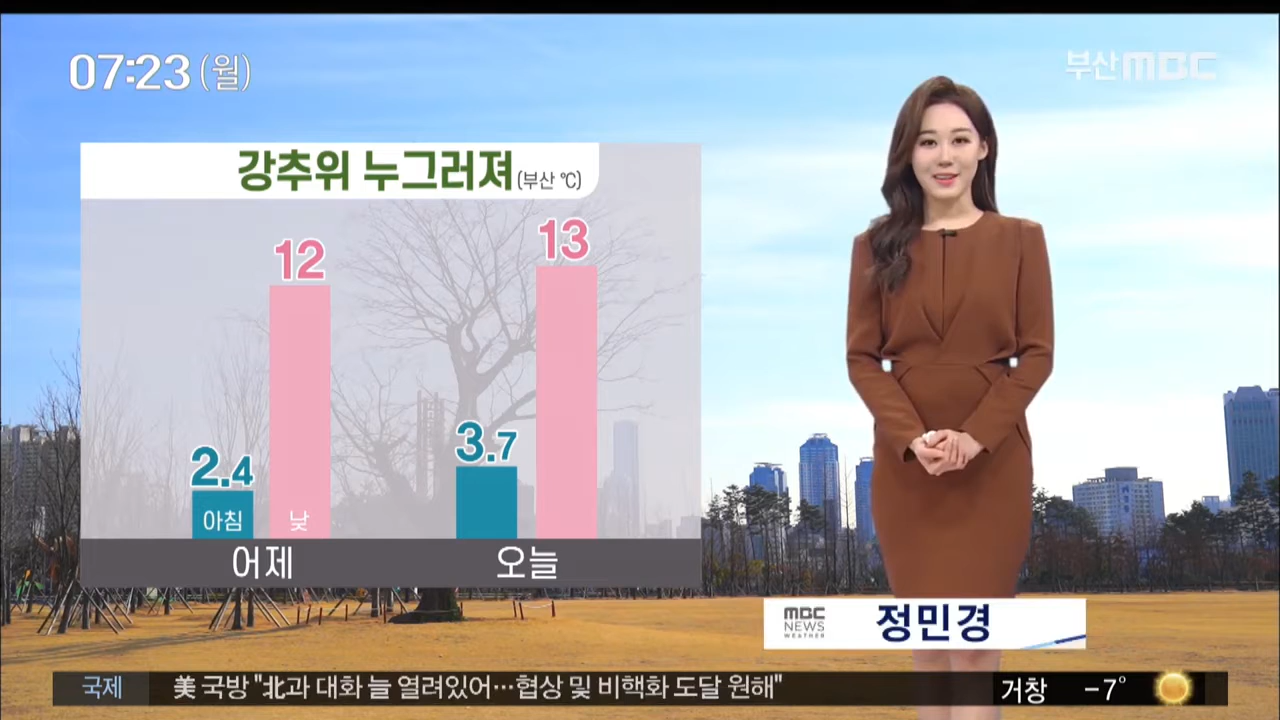 07:23 (월)
부산MBC
강추위 누그러져 (부산 ℃)
12
13
2.4
3.7
아침
낮
어제
오늘
MBC
NEWS
WEATHER
정민경
국제
美 국방 "北과 대화 늘 열려있어…협상 및 비핵화 도달 원해"
거창 -7°